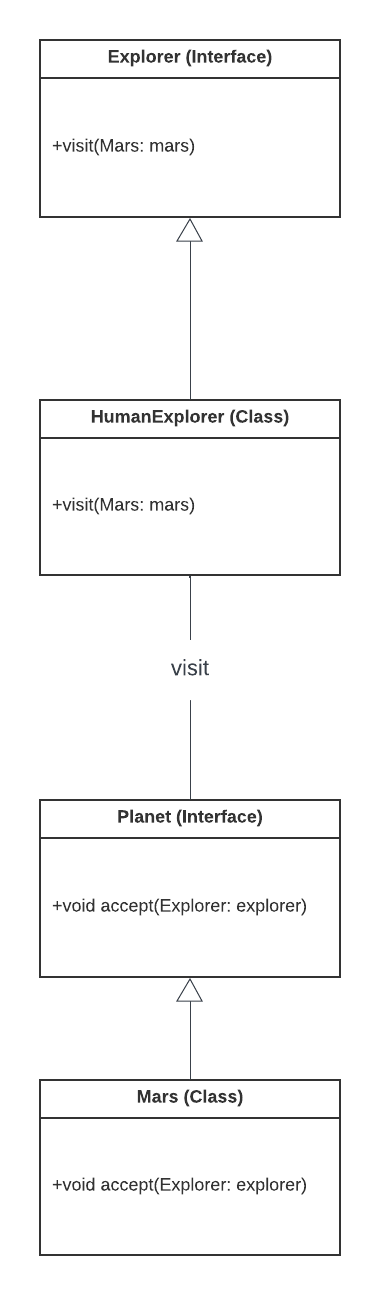 Explorer (Interface)
+visit(Mars: mars)
HumanExplorer (Class)
+visit(Mars: mars)
visit
Planet (Interface)
+void accept(Explorer: explorer)
Mars (Class)
+void accept(Explorer: explorer)